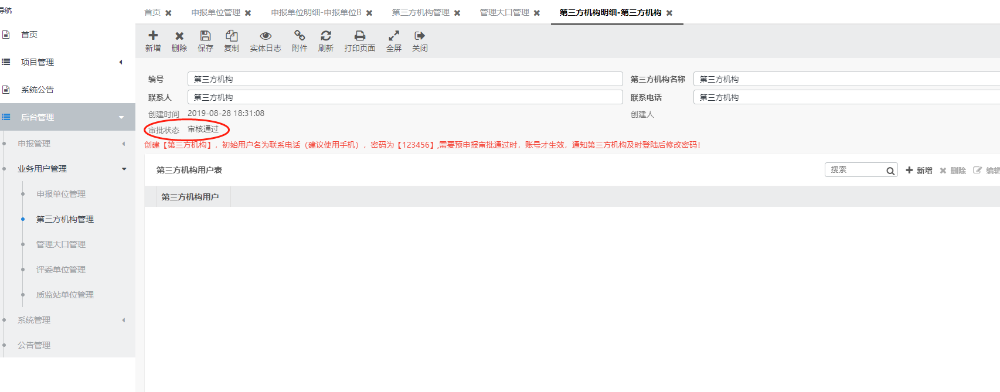 导航
首页
项目管理
系统公告
后台管理
申报管理
业务用户管理
申报单位管理
第三方机构管理
管理大口管理
评委单位管理
质监站单位管理
系统管理
公告管理
首页 申报单位管理 申报单位明细-申报单位B 第三方机构管理 管理大口管理 第三方机构明细-第三方机构
新增 删除 保存 复制 实体日志 附件 刷新 打印页面 全屏 关闭
编号 第三方机构 第三方机构名称 第三方机构
联系人 第三方机构 联系电话 第三方机构
创建时间 2019-08-28 18:31:08 创建人
审批状态 审核通过
创建【第三方机构】，初始用户名为联系电话（建议使用手机），密码为【123456】,需要预申报审批通过时，账号才生效，通知第三方机构及时登陆后修改密码！
第三方机构用户表 搜索 新增 删除 编辑
第三方机构用户